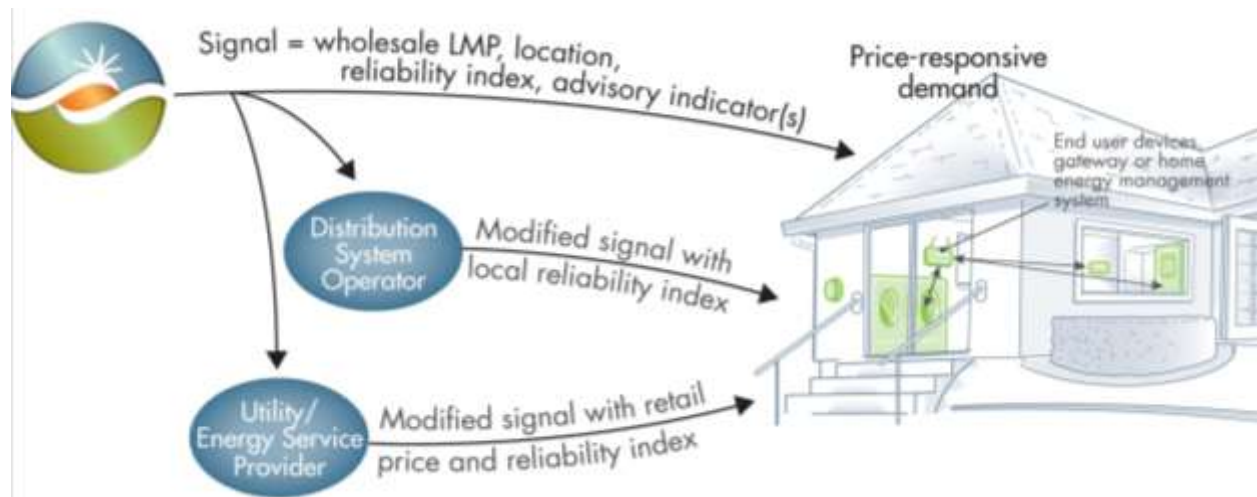 Signal = wholesale LMP, location,
reliability index, advisory indicator(s)
Price-responsive
demand
End user devices,
gateway or home
energy management
system
Distribution
System
Operator
Modified signal with
local reliability index
Utility/
Energy Service
Provider
Modified signal with retail
price and reliability index